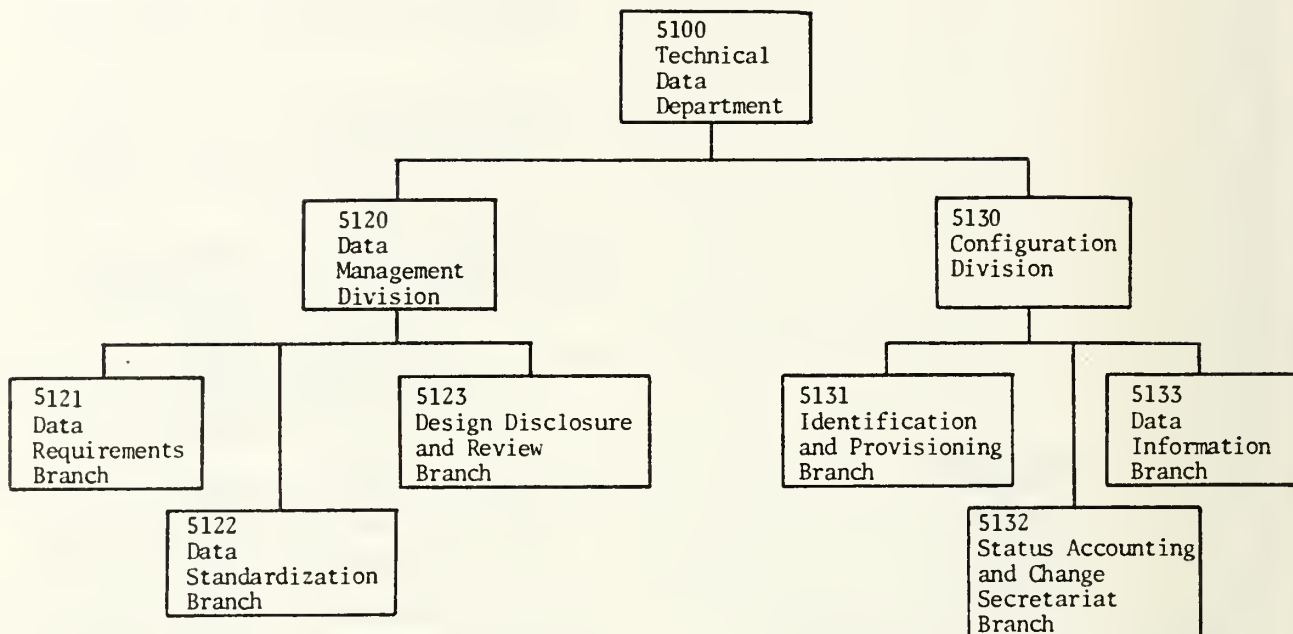 5100
Technical
Data
Department
5120
Data
Management
Division
5130
Configuration
Division
5121
Data
Requirements
Branch
5123
Design Disclosure
and Review
Branch
5131
Identification
and Provisioning
Branch
5133
Data
Information
Branch
5122
Data
Standardization
Branch
5132
Status Accounting
and Change
Secretariat
Branch